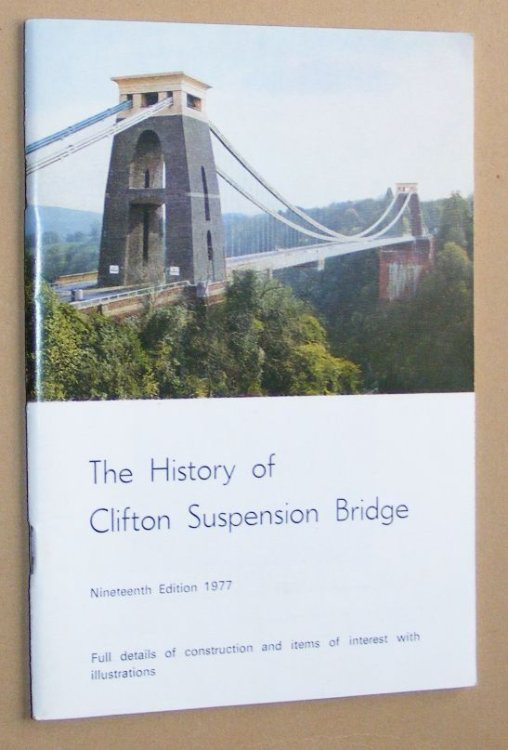 The History of
Clifton Suspension Bridge
Nineteenth Edition 1977
Full details of construction and items of interest with
illustrations